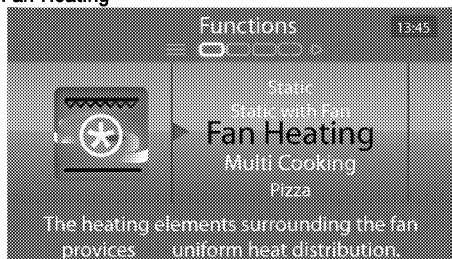 Fan Heating
Functions
13:45
Static
Static with Fan
Fan Heating
Multi Cooking
Pizza
The heating elements surrounding the fan
provices uniform heat distribution.